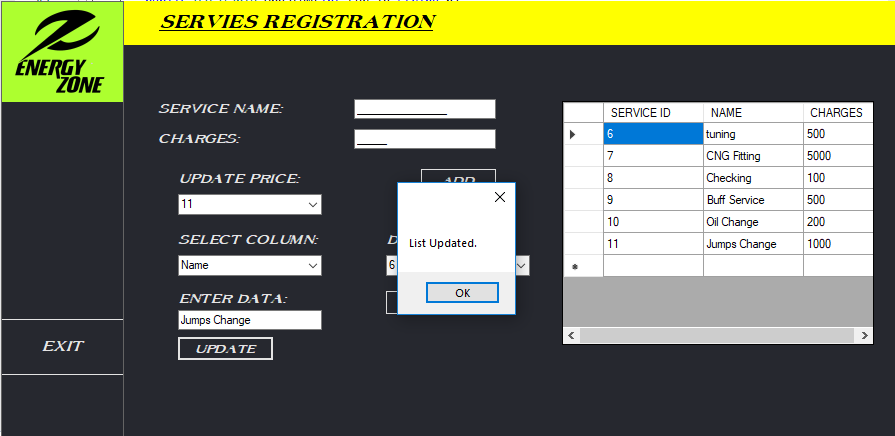 SERVIES REGISTRATION
ENERGY
ZONE
SERVICE NAME:
CHARGES:
UPDATE PRICE:
11
SELECT COLUMN:
Name
6
ENTER DATA:
Jumps Change
UPDATE
EXIT
List Updated.
OK
SERVICE ID NAME CHARGES
6 tuning 500
7 CNG Fitting 5000
8 Checking 100
9 Buff Service 500
10 Oil Change 200
11 Jumps Change 1000